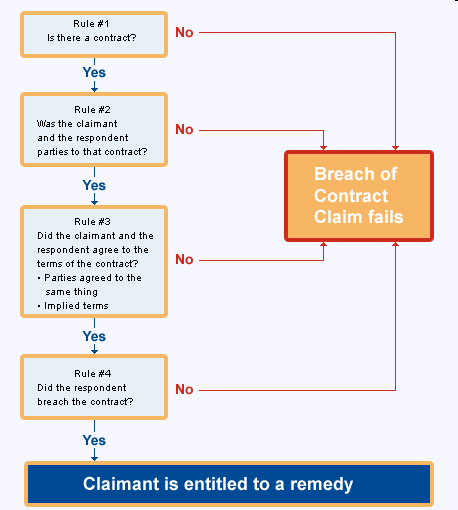 Rule #1
Is there a contract?
No
Yes
Rule #2
Was the claimant
and the respondent
parties to that contract?
No
Breach of
Contract
Claim fails
Yes
Rule #3
Did the claimant and the
respondent agree to the
terms of the contract?
• Parties agreed to the
same thing
• Implied terms
No
Yes
Rule #4
Did the respondent
breach the contract?
No
Yes
Claimant is entitled to a remedy